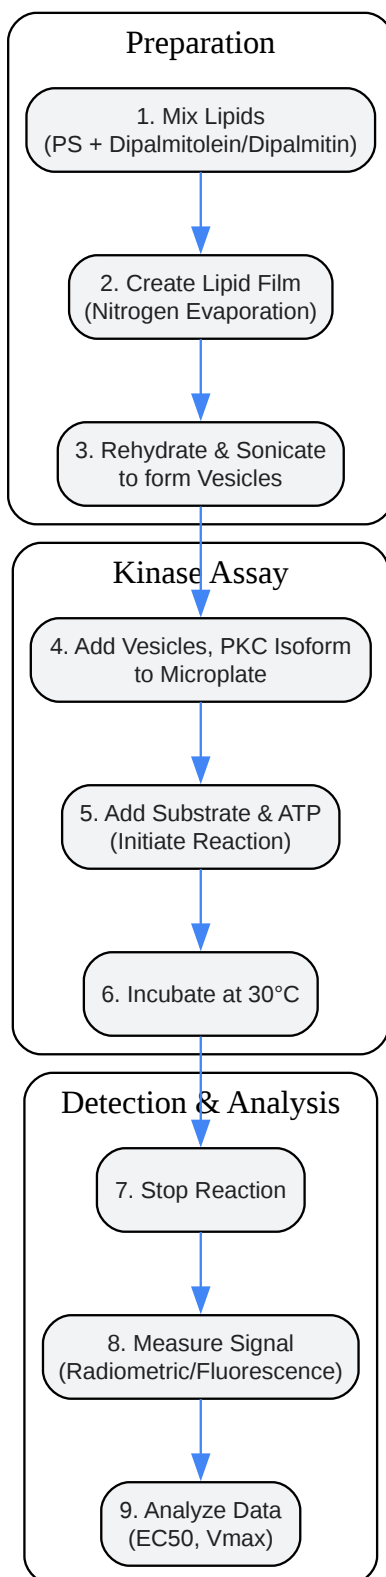 Preparation
1. Mix Lipids
(PS + Dipalmitolein/Dipalmitin)
2. Create Lipid Film
(Nitrogen Evaporation)
3. Rehydrate & Sonicate
to form Vesicles
Kinase Assay
4. Add Vesicles, PKC Isoform
to Microplate
5. Add Substrate & ATP
(Initiate Reaction)
6. Incubate at 30°C
Detection & Analysis
7. Stop Reaction
8. Measure Signal
(Radiometric/Fluorescence)
9. Analyze Data
(EC50, Vmax)